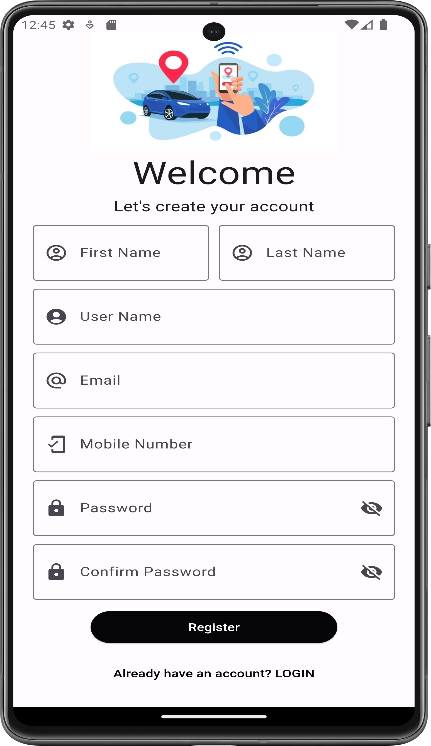 12:45
Welcome
Let's create your account
First Name Last Name
User Name
Email
Mobile Number
Password
Confirm Password
Register
Already have an account? LOGIN